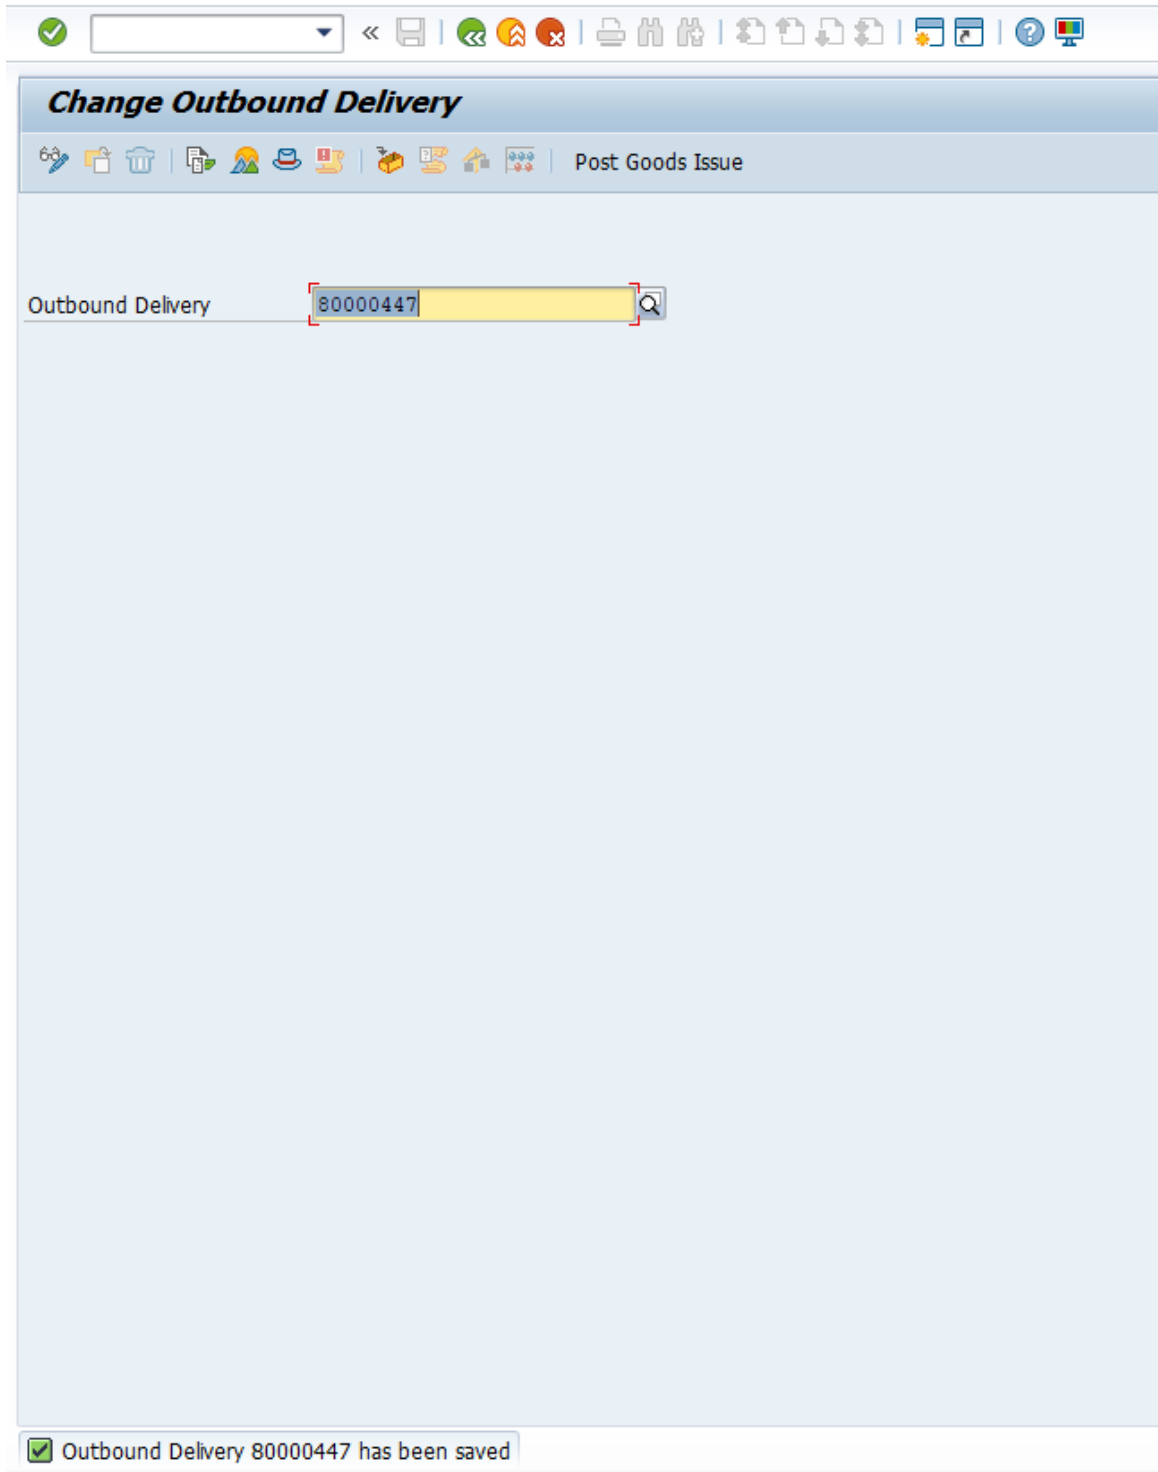 Change Outbound Delivery
Post Goods Issue
Outbound Delivery 80000447
Outbound Delivery 80000447 has been saved